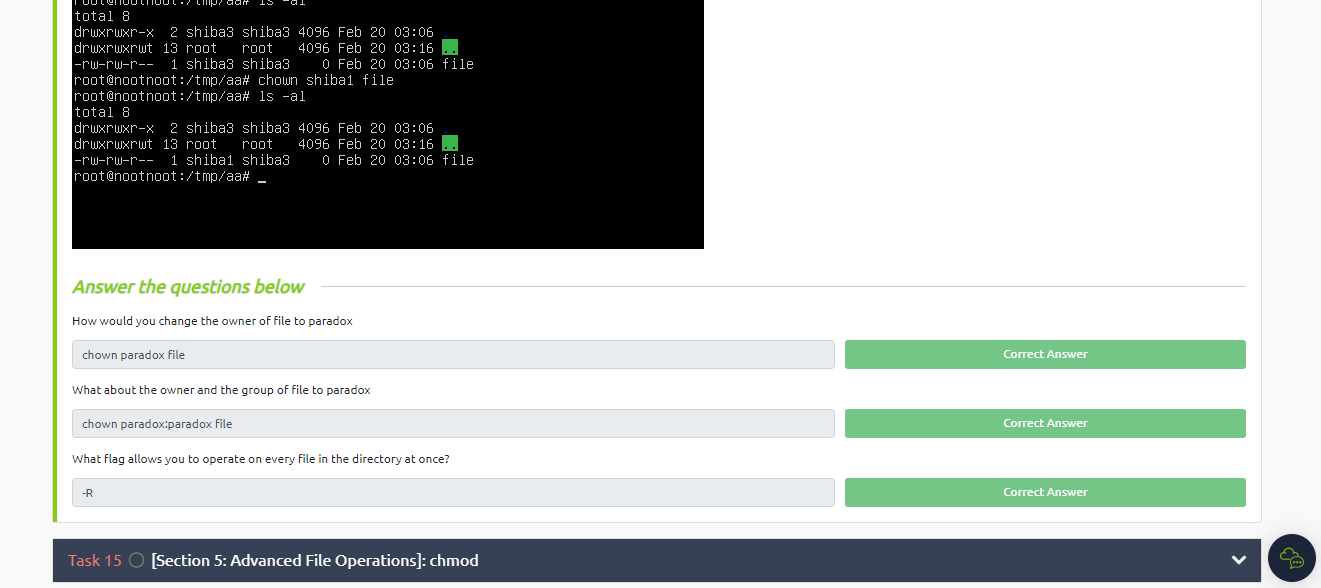 root@nootnoot:/tmp/aa# ls -al
total 8
drwxrwxr-x  2 shiba3 shiba3 4096 Feb 20 03:06 .
drwxrwxrwt 13 root   root   4096 Feb 20 03:16 ..
-rw-rw-r--  1 shiba3 shiba3    0 Feb 20 03:06 file
root@nootnoot:/tmp/aa# chown shiba1 file
root@nootnoot:/tmp/aa# ls -al
total 8
drwxrwxr-x  2 shiba3 shiba3 4096 Feb 20 03:06 .
drwxrwxrwt 13 root   root   4096 Feb 20 03:16 ..
-rw-rw-r--  1 shiba1 shiba3    0 Feb 20 03:06 file
root@nootnoot:/tmp/aa# _
Answer the questions below
How would you change the owner of file to paradox
chown paradox file
Correct Answer
What about the owner and the group of file to paradox
chown paradox:paradox file
Correct Answer
What flag allows you to operate on every file in the directory at once?
-R
Correct Answer
Task 15 [Section 5: Advanced File Operations]: chmod